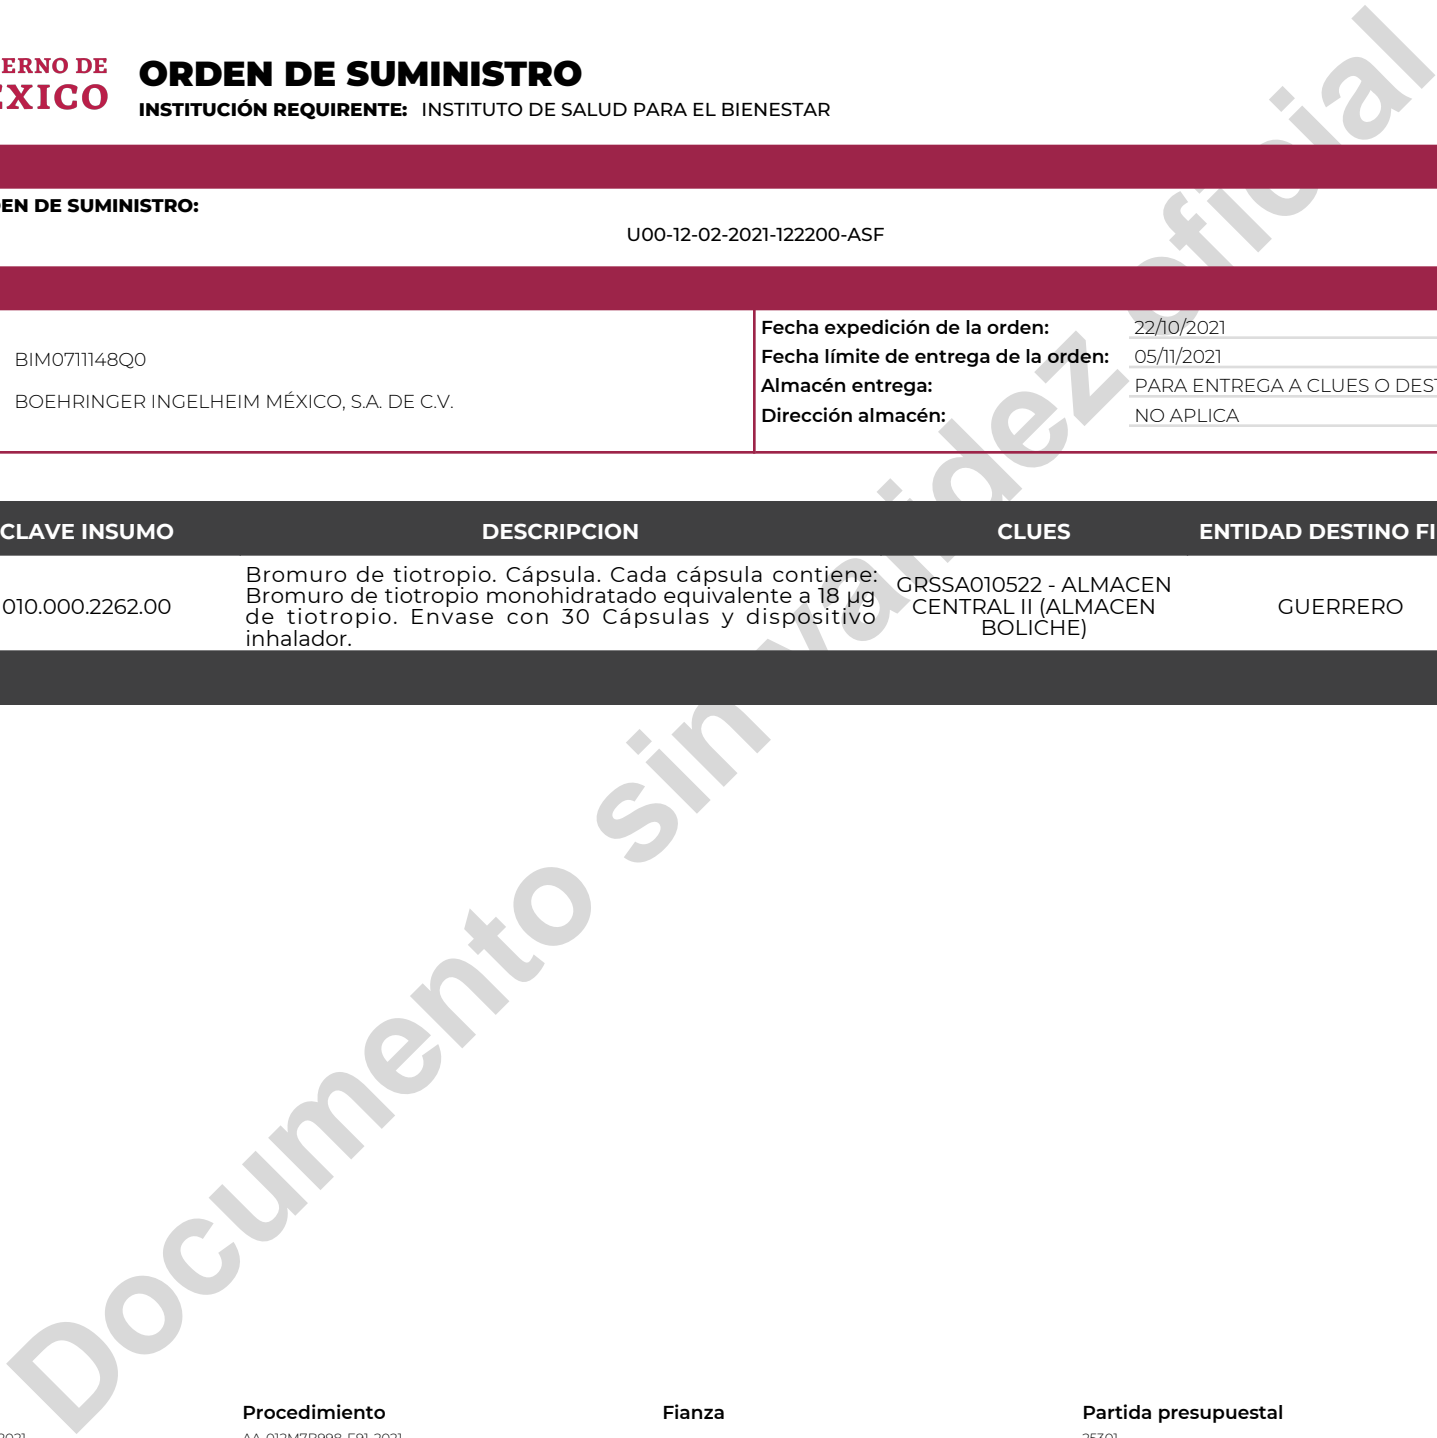 ERNO DE
ÉXICO
ORDEN DE SUMINISTRO
INSTITUCIÓN REQUIRENTE: INSTITUTO DE SALUD PARA EL BIENESTAR
EN DE SUMINISTRO:
U00-12-02-2021-122200-ASF
BIM0711148Q0
BOEHRINGER INGELHEIM MÉXICO, S.A. DE C.V.
Fecha expedición de la orden: 22/10/2021
Fecha límite de entrega de la orden: 05/11/2021
Almacén entrega: PARA ENTREGA A CLUES O DEST
Dirección almacén: NO APLICA
CLAVE INSUMO DESCRIPCION CLUES ENTIDAD DESTINO FI
010.000.2262.00
Bromuro de tiotropio. Cápsula. Cada cápsula contiene:
Bromuro de tiotropio monohidratado equivalente a 18 µg
de tiotropio. Envase con 30 Cápsulas y dispositivo
inhalador.
GRSSA010522 - ALMACEN
CENTRAL II (ALMACEN
BOLICHE)
GUERRERO
Documento sin validez oficial
Procedimiento Fianza Partida presupuestal